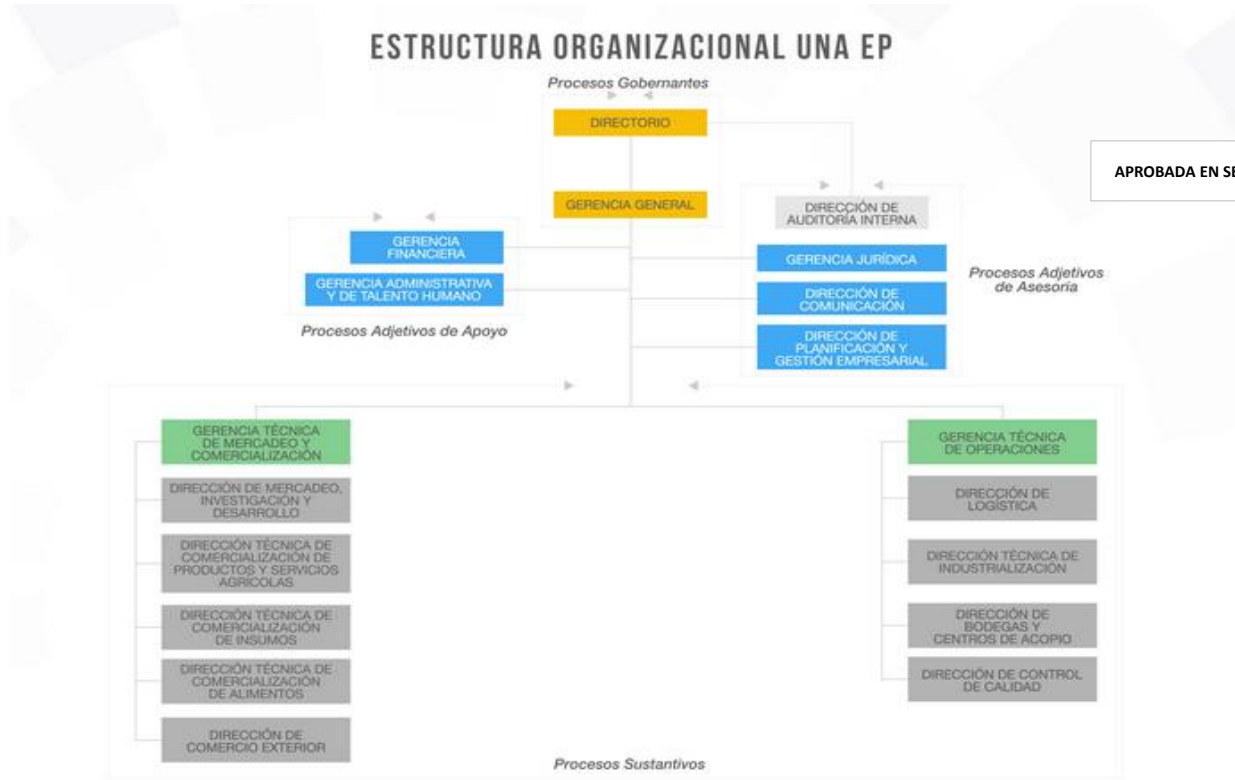 ESTRUCTURA ORGANIZACIONAL UNA EP
Procesos Gobernantes
DIRECTORIO
APROBADA EN SE
GERENCIA GENERAL
DIRECCIÓN DE
AUDITORÍA INTERNA
GERENCIA
FINANCIERA
GERENCIA JURÍDICA
Procesos Adjetivos
de Asesoría
GERENCIA ADMINISTRATIVA
Y DE TALENTO HUMANO
DIRECCIÓN DE
COMUNICACIÓN
Procesos Adjetivos de Apoyo
DIRECCIÓN DE
PLANIFICACIÓN Y
GESTIÓN EMPRESARIAL
GERENCIA TÉCNICA
DE MERCADEO Y
COMERCIALIZACIÓN
DIRECCIÓN DE MERCADEO,
INVESTIGACIÓN Y
DESARROLLO
DIRECCIÓN TÉCNICA DE
COMERCIALIZACIÓN DE
PRODUCTOS Y SERVICIOS
AGRÍCOLAS
DIRECCIÓN TÉCNICA DE
COMERCIALIZACIÓN
DE INSUMOS
DIRECCIÓN TÉCNICA DE
COMERCIALIZACIÓN
DE ALIMENTOS
DIRECCIÓN DE
COMERCIO EXTERIOR
GERENCIA TÉCNICA
DE OPERACIONES
DIRECCIÓN DE
LOGÍSTICA
DIRECCIÓN TÉCNICA DE
INDUSTRIALIZACIÓN
DIRECCIÓN DE
BODEGAS Y
CENTROS DE ACOPIO
DIRECCIÓN DE CONTROL
DE CALIDAD
Procesos Sustantivos